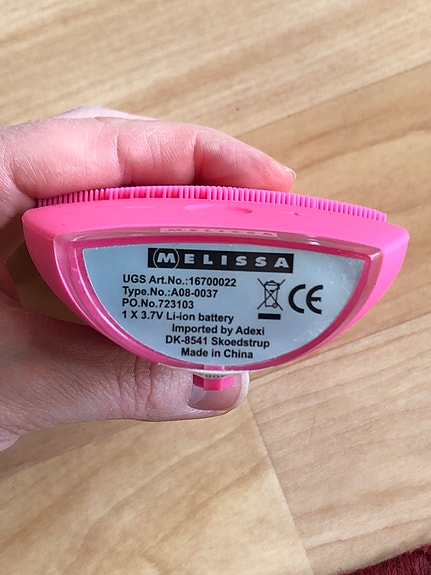 MELISSA
UGS Art.No.:16700022
Type.No.:A08-0037
PO.No.723103
1 X 3.7V Li-ion battery
Imported by Adexi
DK-8541 Skoedstrup
Made in China
CE